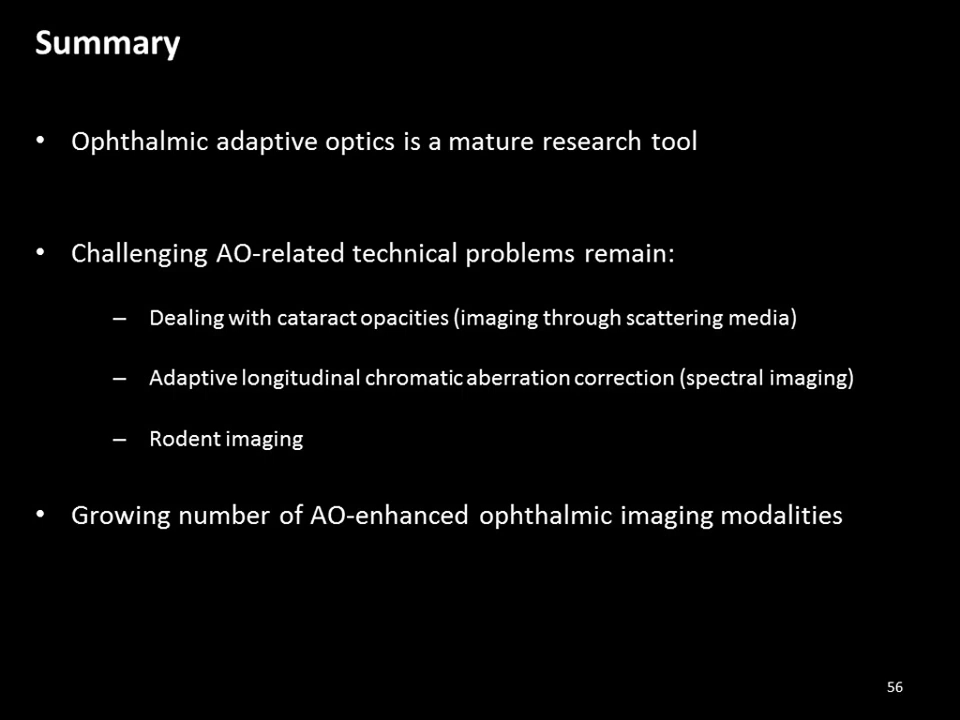 Summary
• Ophthalmic adaptive optics is a mature research tool
• Challenging AO-related technical problems remain:
– Dealing with cataract opacities (imaging through scattering media)
– Adaptive longitudinal chromatic aberration correction (spectral imaging)
– Rodent imaging
• Growing number of AO-enhanced ophthalmic imaging modalities
56